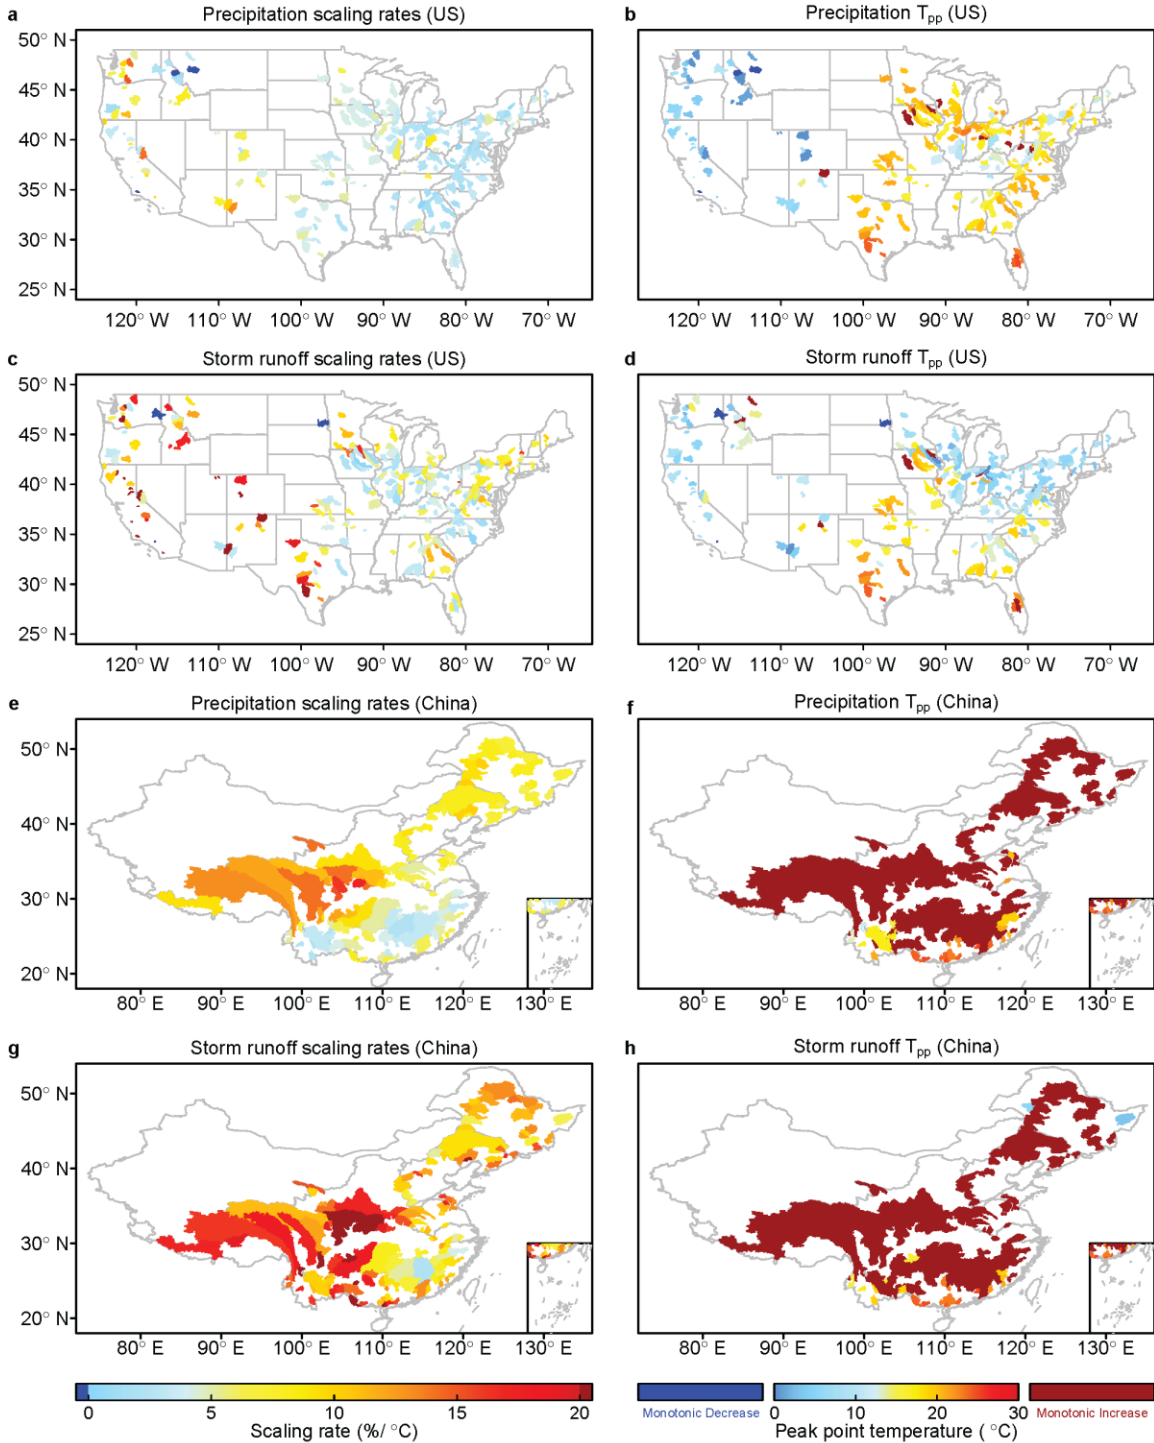 a Precipitation scaling rates (US)
50° N
45° N
40° N
35° N
30° N
25° N
120° W 110° W 100° W 90° W 80° W 70° W
b Precipitation Tpp (US)
120° W 110° W 100° W 90° W 80° W 70° W
c Storm runoff scaling rates (US)
50° N
45° N
40° N
35° N
30° N
25° N
120° W 110° W 100° W 90° W 80° W 70° W
d Storm runoff Tpp (US)
120° W 110° W 100° W 90° W 80° W 70° W
e Precipitation scaling rates (China)
50° N
40° N
30° N
20° N
80° E 90° E 100° E 110° E 120° E 130° E
f Precipitation Tpp (China)
80° E 90° E 100° E 110° E 120° E 130° E
g Storm runoff scaling rates (China)
50° N
40° N
30° N
20° N
80° E 90° E 100° E 110° E 120° E 130° E
h Storm runoff Tpp (China)
80° E 90° E 100° E 110° E 120° E 130° E
0 5 10 15 20
Scaling rate (%/ °C)
Monotonic Decrease
0 10 20 30
Monotonic Increase
Peak point temperature ( °C)